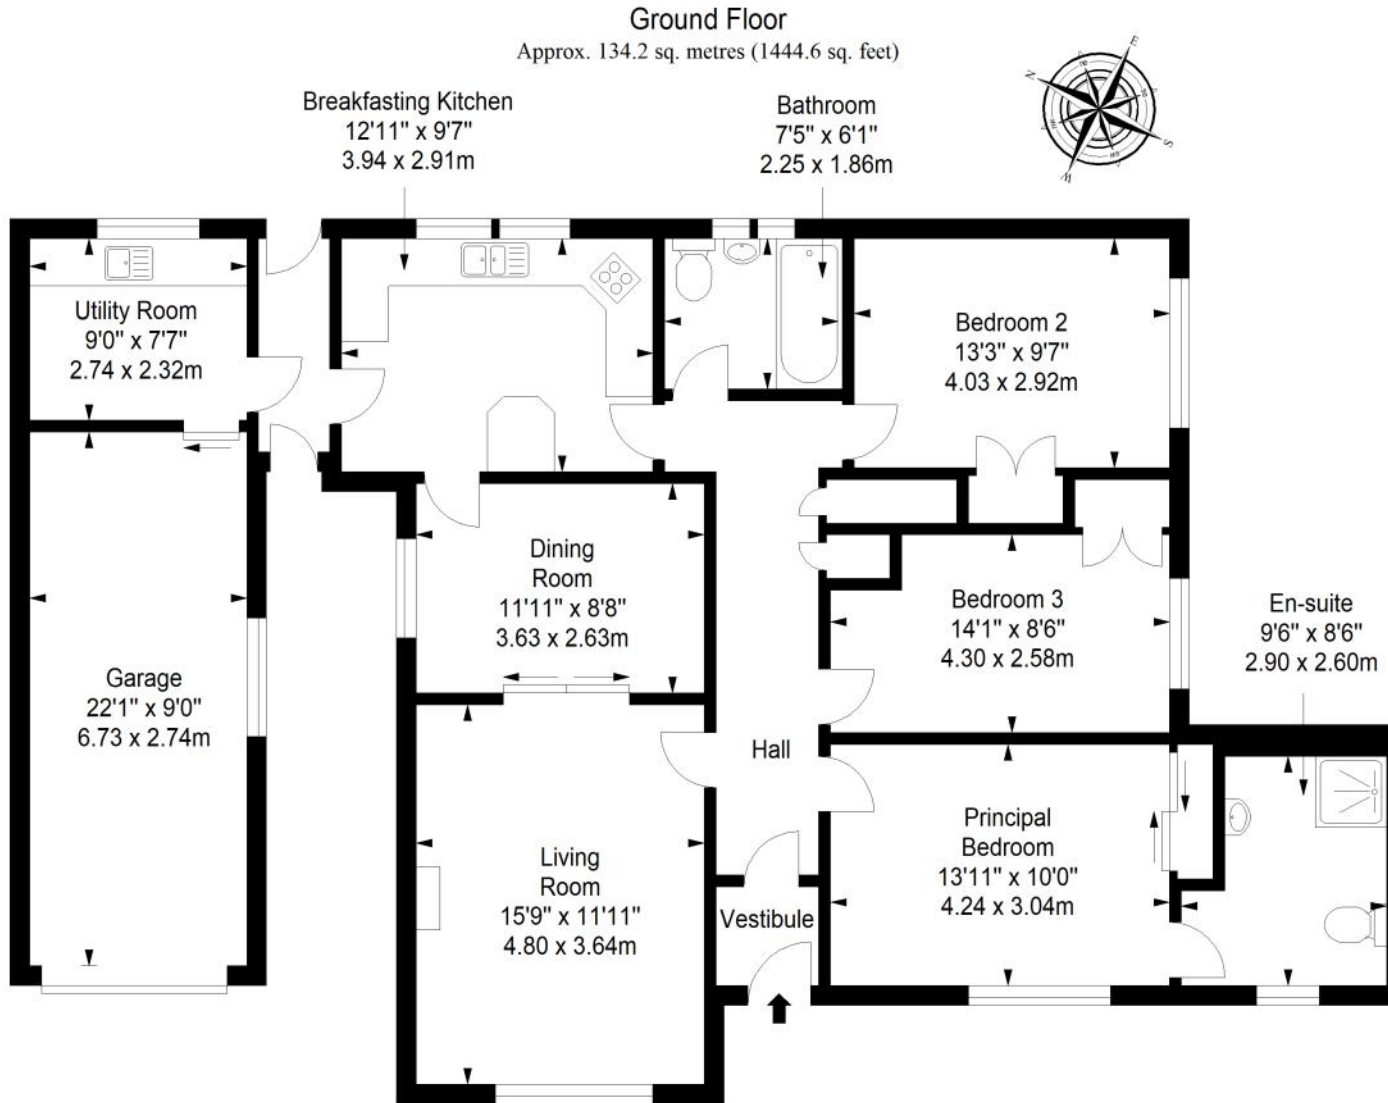 Ground Floor
Approx. 134.2 sq. metres (1444.6 sq. feet)
Breakfasting Kitchen
12'11" x 9'7"
3.94 x 2.91m
Bathroom
7'5" x 6'1"
2.25 x 1.86m
E
N
S
W
Utility Room
9'0" x 7'7"
2.74 x 2.32m
Bedroom 2
13'3" x 9'7"
4.03 x 2.92m
Dining
Room
11'11" x 8'8"
3.63 x 2.63m
Bedroom 3
14'1" x 8'6"
4.30 x 2.58m
En-suite
9'6" x 8'6"
2.90 x 2.60m
Garage
22'1" x 9'0"
6.73 x 2.74m
Hall
Principal
Bedroom
13'11" x 10'0"
4.24 x 3.04m
Living
Room
15'9" x 11'11"
4.80 x 3.64m
Vestibule